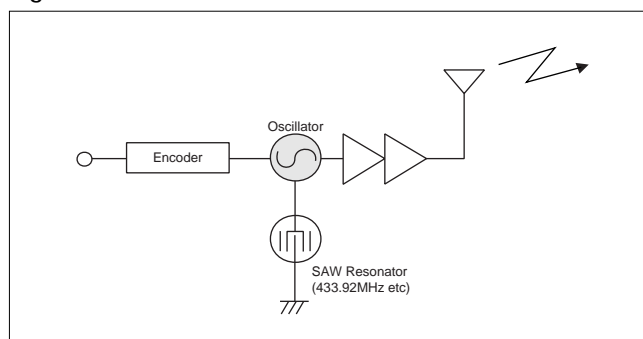 Oscillator
Encoder
SAW Resonator
(433.92MHz etc)